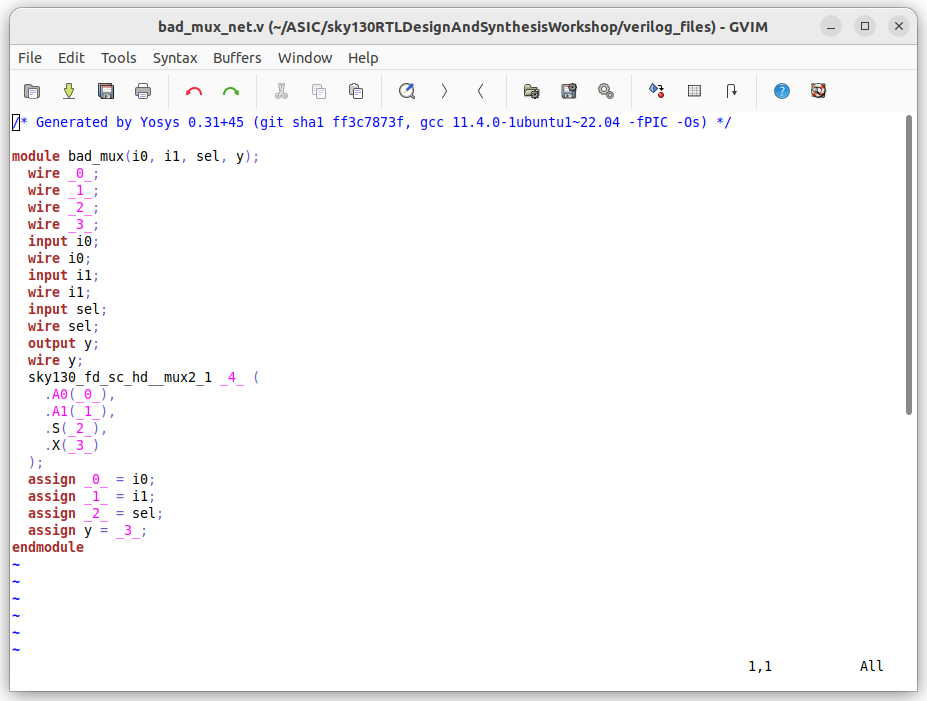 bad_mux_net.v (~/ASIC/sky130RTLDesignAndSynthesisWorkshop/verilog_files) - GVIM
File Edit Tools Syntax Buffers Window Help
/* Generated by Yosys 0.31+45 (git sha1 ff3c7873f, gcc 11.4.0-1ubuntu1~22.04 -fPIC -Os) */
module bad_mux(i0, i1, sel, y);
  wire _0_;
  wire _1_;
  wire _2_;
  wire _3_;
  input i0;
  wire i0;
  input i1;
  wire i1;
  input sel;
  wire sel;
  output y;
  wire y;
  sky130_fd_sc_hd__mux2_1 _4_ (
    .A0(_0_),
    .A1(_1_),
    .S(_2_),
    .X(_3_)
  );
  assign _0_ = i0;
  assign _1_ = i1;
  assign _2_ = sel;
  assign y = _3_;
endmodule
~
~
~
~
~
~
1,1 All